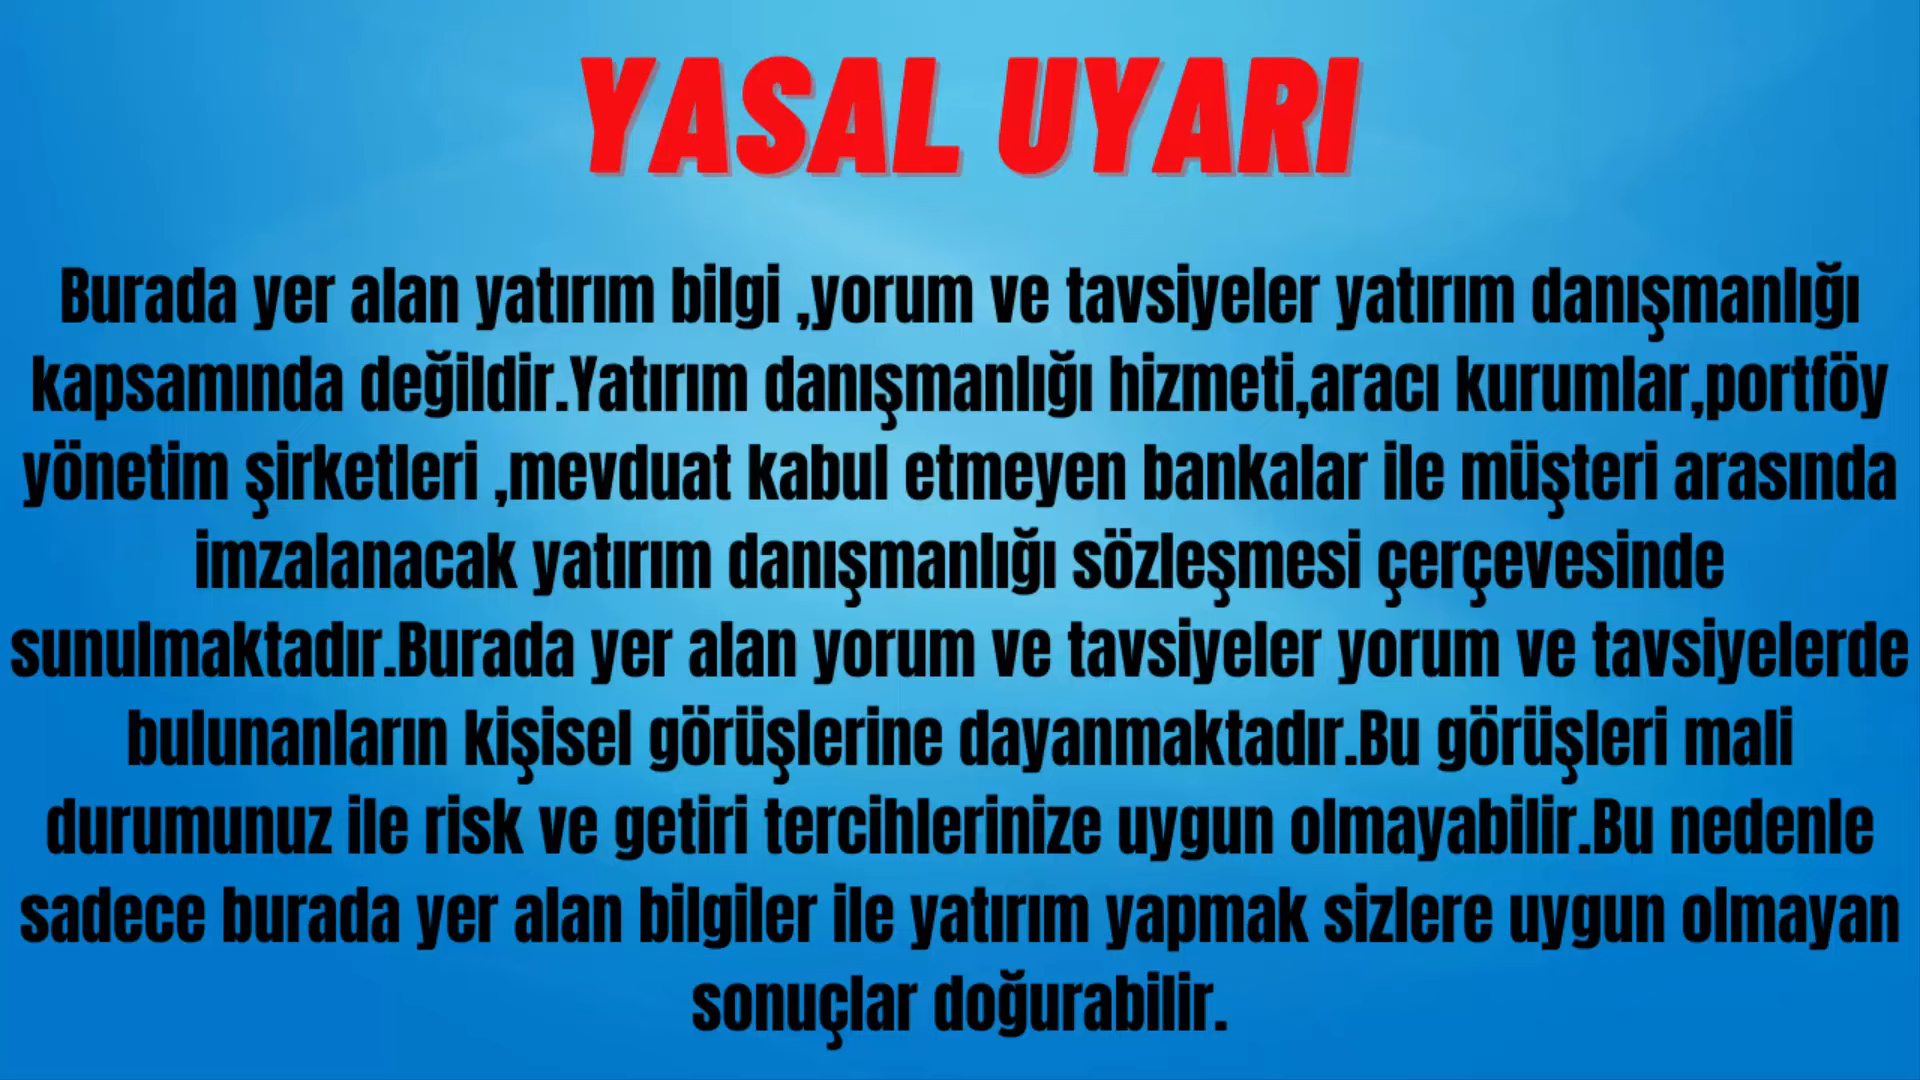 YASAL UYARI
Burada yer alan yatırım bilgi ,yorum ve tavsiyeler yatırım danışmanlığı
kapsamında değildir.Yatırım danışmanlığı hizmeti,aracı kurumlar,portföy
yönetim şirketleri ,mevduat kabul etmeyen bankalar ile müşteri arasında
imzalanacak yatırım danışmanlığı sözleşmesi çerçevesinde
sunulmaktadır.Burada yer alan yorum ve tavsiyeler yorum ve tavsiyelerde
bulunanların kişisel görüşlerine dayanmaktadır.Bu görüşleri mali
durumunuz ile risk ve getiri tercihlerinize uygun olmayabilir.Bu nedenle
sadece burada yer alan bilgiler ile yatırım yapmak sizlere uygun olmayan
sonuçlar doğurabilir.